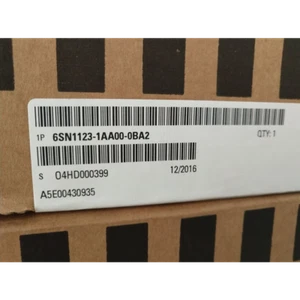 1P 6SN1123-1AA00-0BA2 QTY: 1
S O4HD000399 12/2016
A5E00430935